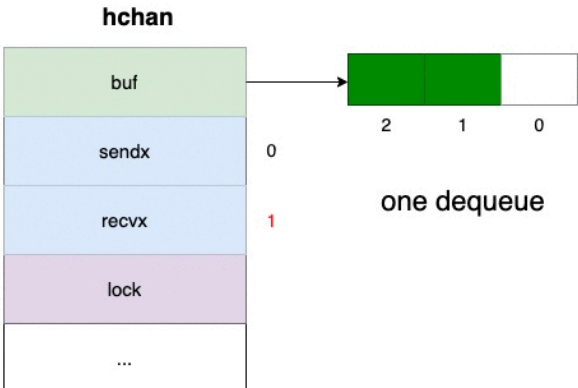 hchan
buf
2 1 0
sendx 0
one dequeue
recvx 1
lock
...